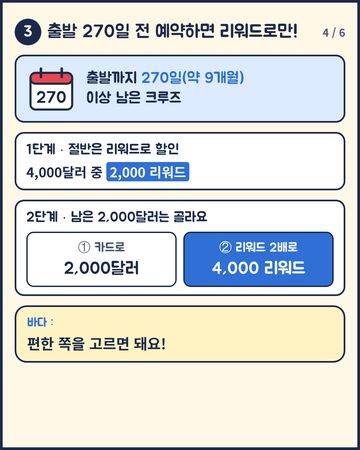 3 출발 270일 전 예약하면 리워드로만! 4 / 6
270
출발까지 270일(약 9개월)
이상 남은 크루즈
1단계 · 절반은 리워드로 할인
4,000달러 중 2,000 리워드
2단계 · 남은 2,000달러는 골라요
① 카드로
2,000달러
② 리워드 2배로
4,000 리워드
바다 :
편한 쪽을 고르면 돼요!